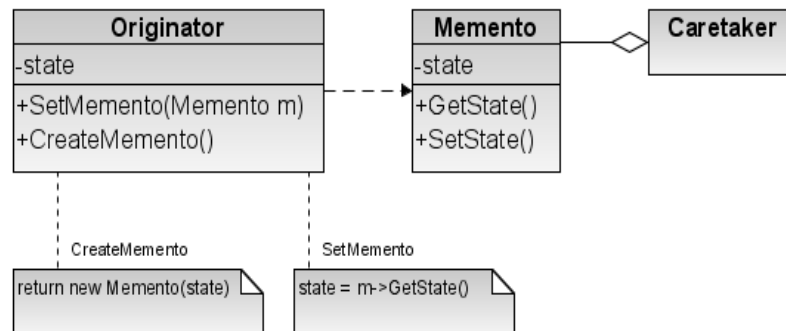 Originator
-state
+SetMemento(Memento m)
+CreateMemento()
Memento
-state
+GetState()
+SetState()
Caretaker
CreateMemento
return new Memento(state)
SetMemento
state = m->GetState()